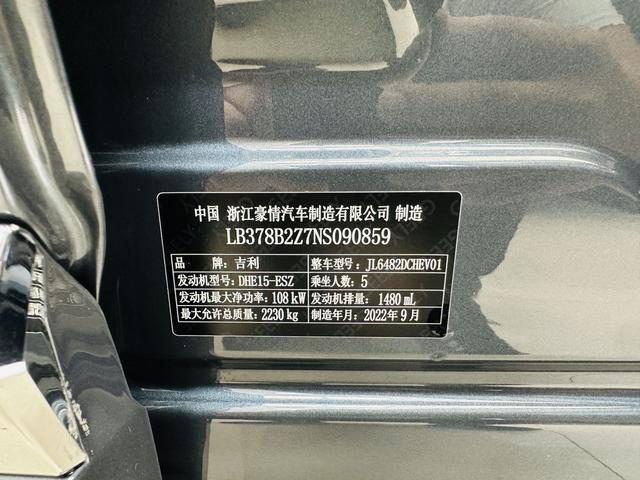 中国 浙江豪情汽车制造有限公司 制造
LB378B2Z7NS090859
品牌：吉利 整车型号：JL6482DCHEV01
发动机型号：DHE15-ESZ 乘坐人数：5
发动机最大净功率：108 kW 发动机排量：1480 mL
最大允许总质量：2230 kg 制造年月：2022年9月